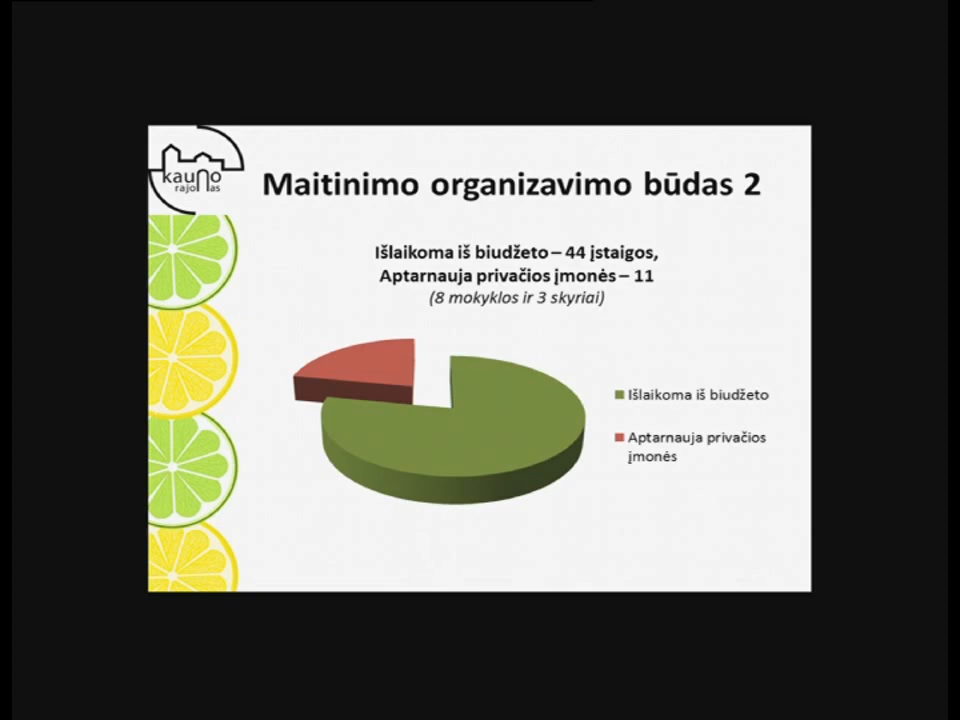 kauno
rajonas
Maitinimo organizavimo būdas 2
Išlaikoma iš biudžeto – 44 įstaigos,
Aptarnauja privačios įmonės – 11
(8 mokyklos ir 3 skyriai)
Išlaikoma iš biudžeto
Aptarnauja privačios
įmonės